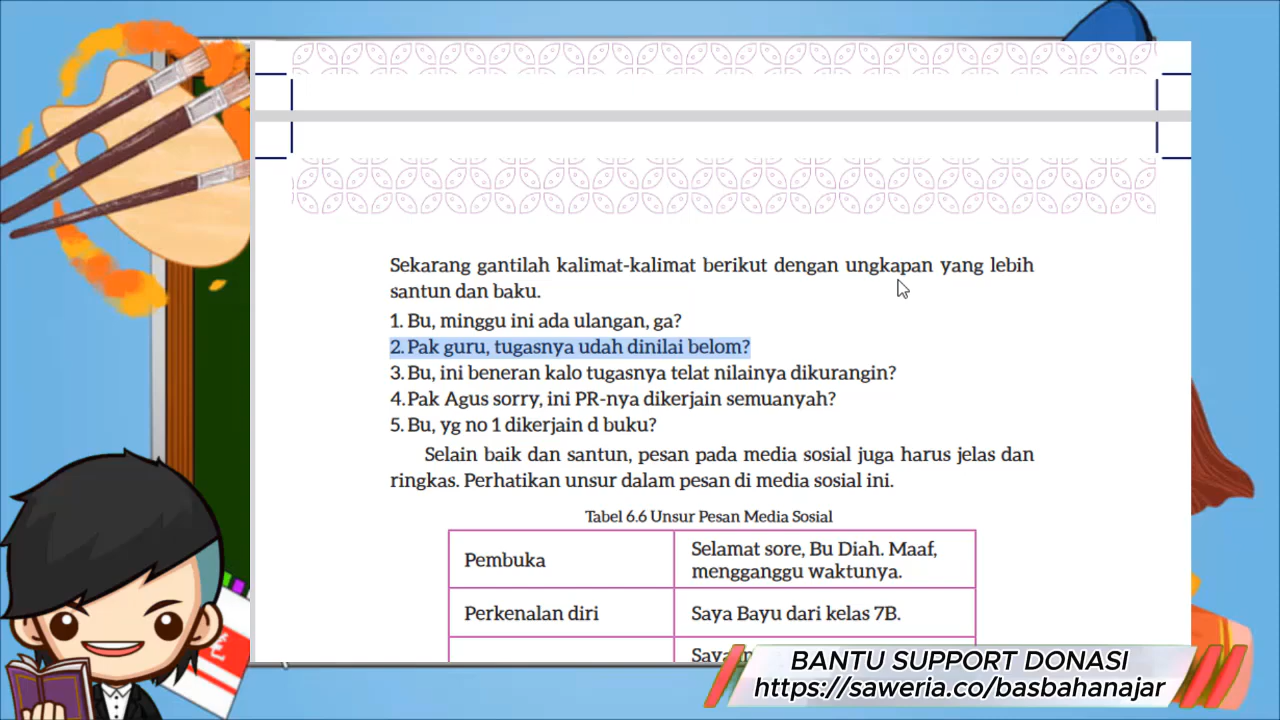 Sekarang gantilah kalimat-kalimat berikut dengan ungkapan yang lebih
santun dan baku.
1. Bu, minggu ini ada ulangan, ga?
2. Pak guru, tugasnya udah dinilai belom?
3. Bu, ini beneran kalo tugasnya telat nilainya dikurangin?
4. Pak Agus sorry, ini PR-nya dikerjain semuanyah?
5. Bu, yg no 1 dikerjain d buku?
Selain baik dan santun, pesan pada media sosial juga harus jelas dan
ringkas. Perhatikan unsur dalam pesan di media sosial ini.
Tabel 6.6 Unsur Pesan Media Sosial
Pembuka
Selamat sore, Bu Diah. Maaf,
mengganggu waktunya.
Perkenalan diri
Saya Bayu dari kelas 7B.
BANTU SUPPORT DONASI
https://saweria.co/basbahanajar